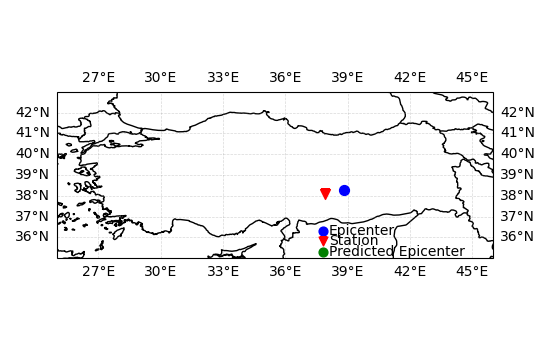 27°E 30°E 33°E 36°E 39°E 42°E 45°E
42°N 42°N
41°N 41°N
40°N 40°N
39°N 39°N
38°N 38°N
37°N 37°N
36°N 36°N
Epicenter
Station
Predicted Epicenter
27°E 30°E 33°E 36°E 39°E 42°E 45°E